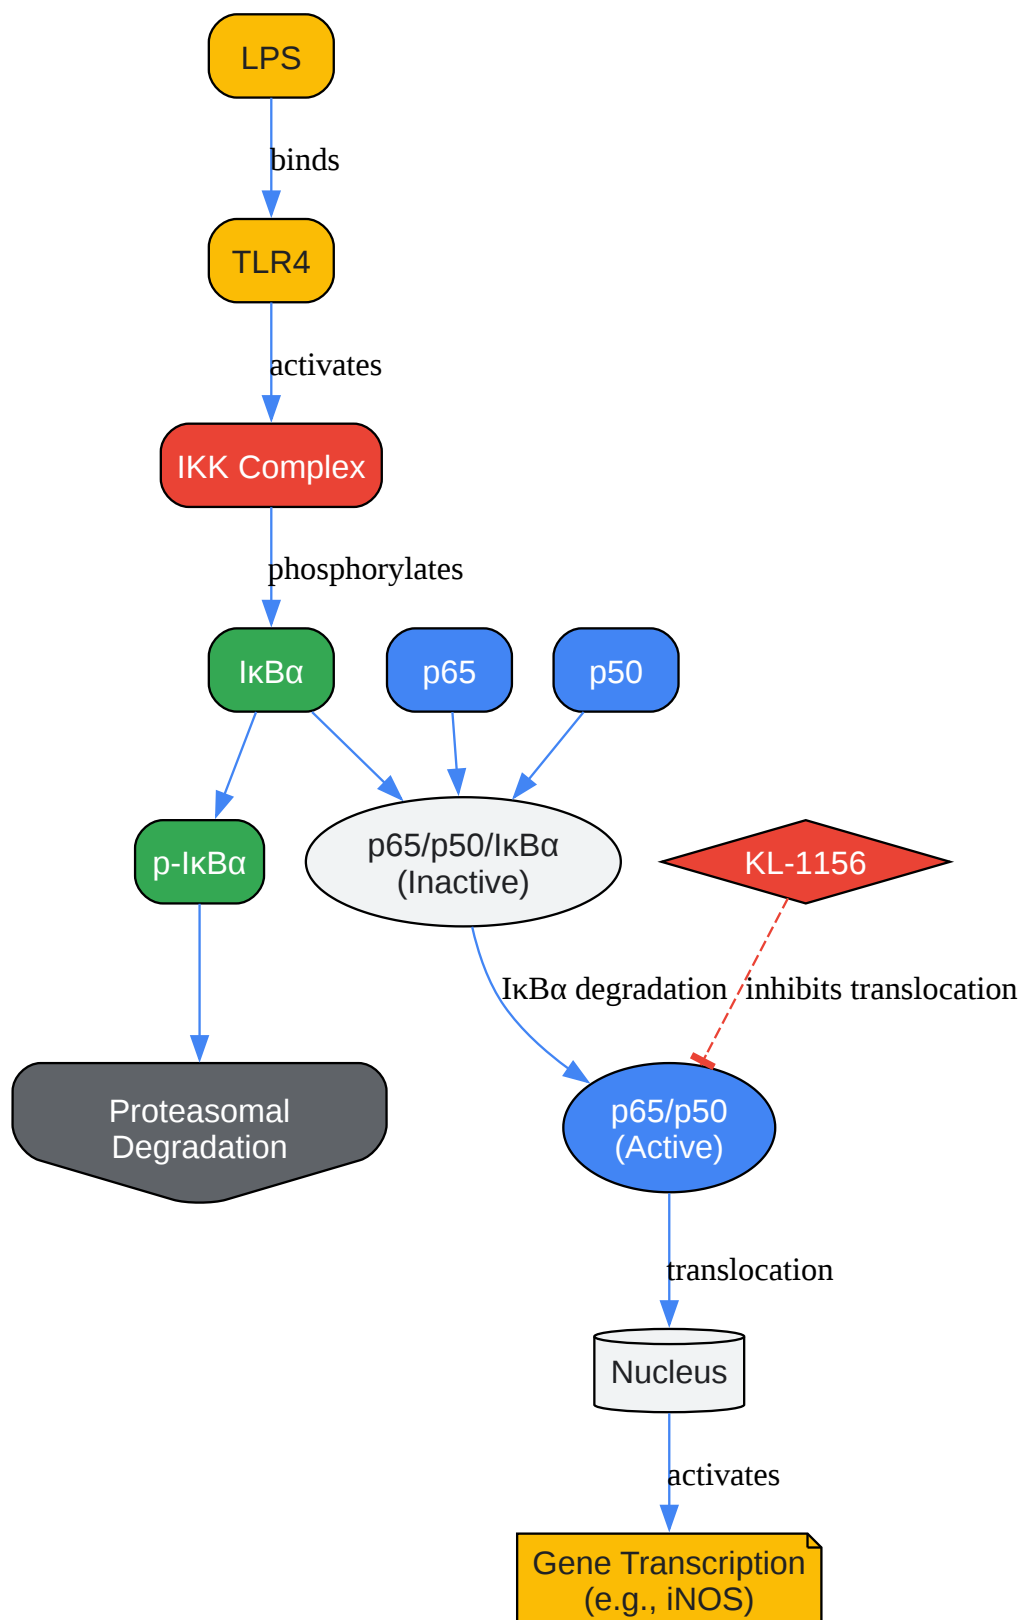 LPS
binds
TLR4
activates
IKK Complex
phosphorylates
IκBα
p65
p50
p-IκBα
p65/p50/IκBα
(Inactive)
KL-1156
IκBα degradation
inhibits translocation
Proteasomal
Degradation
p65/p50
(Active)
translocation
Nucleus
activates
Gene Transcription
(e.g., iNOS)